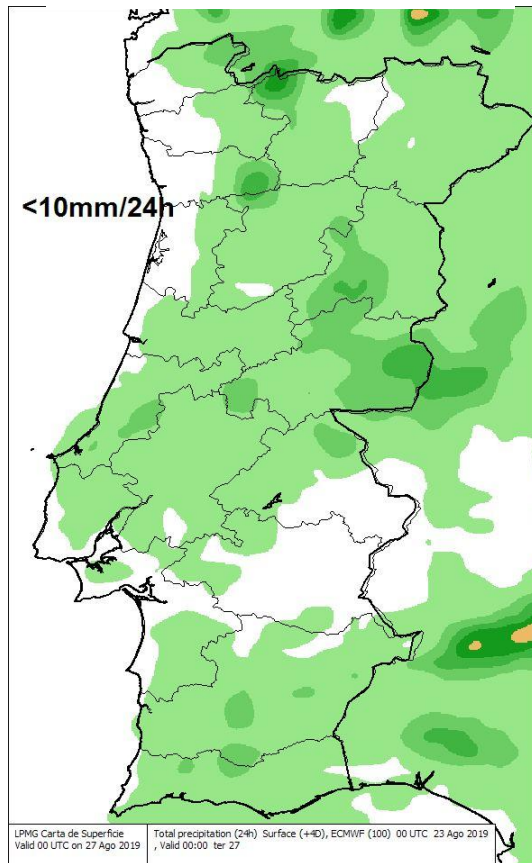 <10mm/24h
LPMG Carta de Superficie
Valid 00 UTC on 27 Ago 2019
Total precipitation (24h) Surface (+4D), ECMWF (100) 00 UTC 23 Ago 2019
, Valid 00:00 ter 27